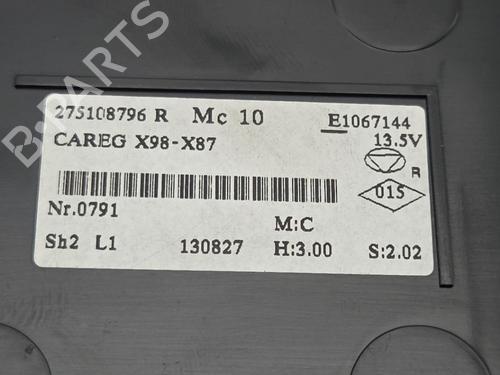 275108796 R Mc 10 E1067144
CAREG X98-X87 13.5V
R
015
Nr.0791 M:C
Sh2 L1 130827 H:3.00 S:2.02
B-PARTS
B-PARTS